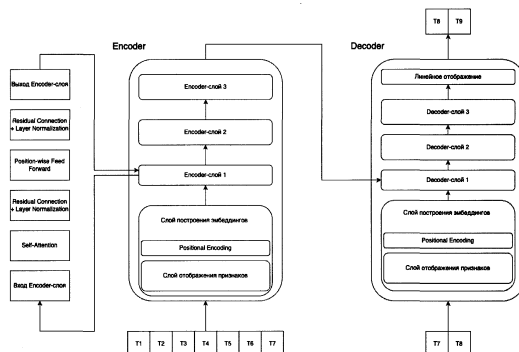 T8 T9
Encoder
Decoder
Выход Encoder-слоя
Residual Connection
+ Layer Normalization
Position-wise Feed
Forward
Residual Connection
+ Layer Normalization
Self-Attention
Вход Encoder-слоя
Encoder-слой 3
Encoder-слой 2
Encoder-слой 1
Слой построения эмбеддингов
Positional Encoding
Слой отображения признаков
T1 T2 T3 T4 T5 T6 T7
Линейное отображение
Decoder-слой 3
Decoder-слой 2
Decoder-слой 1
Слой построения эмбеддингов
Positional Encoding
Слой отображения признаков
T7 T8